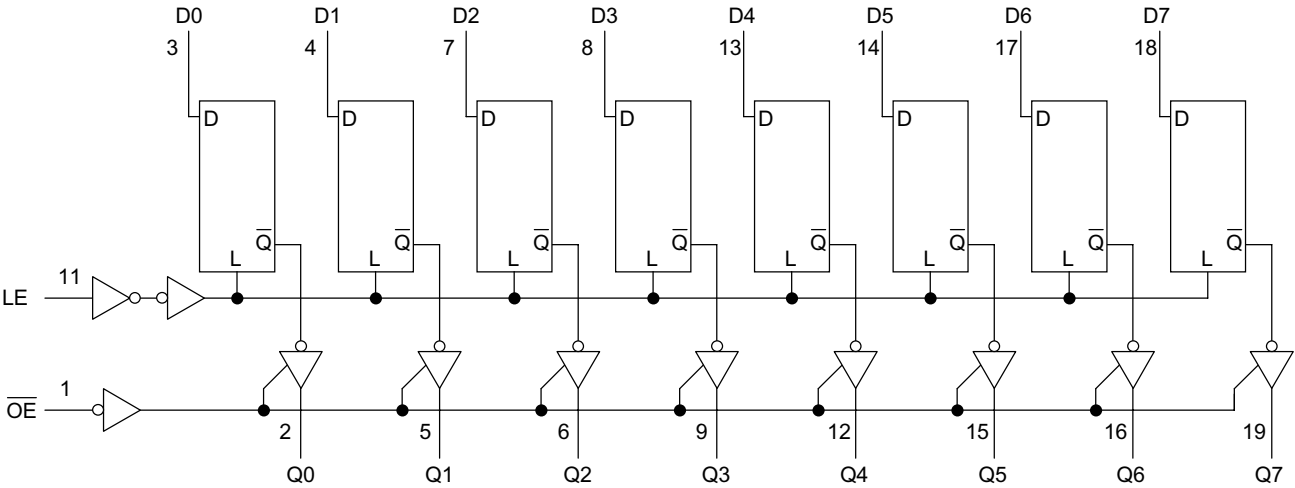 D0 D1 D2 D3 D4 D5 D6 D7
3 4 7 8 13 14 17 18
D D D D D D D D
Q̅ Q̅ Q̅ Q̅ Q̅ Q̅ Q̅ Q̅
L L L L L L L L
11
LE
1
O̅E̅
2 5 6 9 12 15 16 19
Q0 Q1 Q2 Q3 Q4 Q5 Q6 Q7